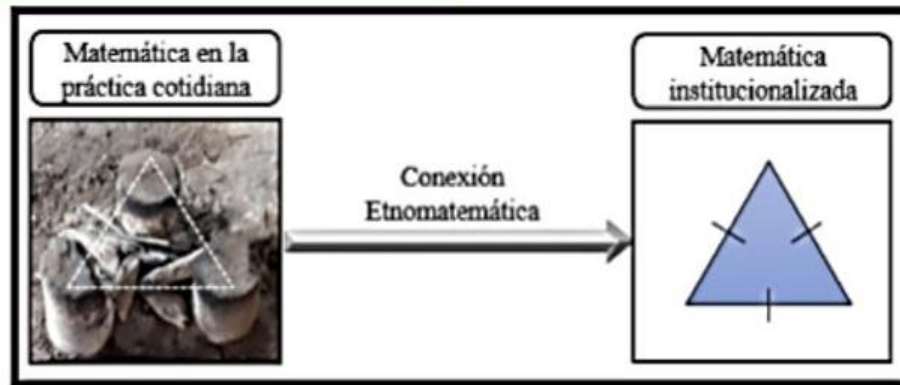 Matemática en la
práctica cotidiana
Conexión
Etnomatemática
Matemática
institucionalizada